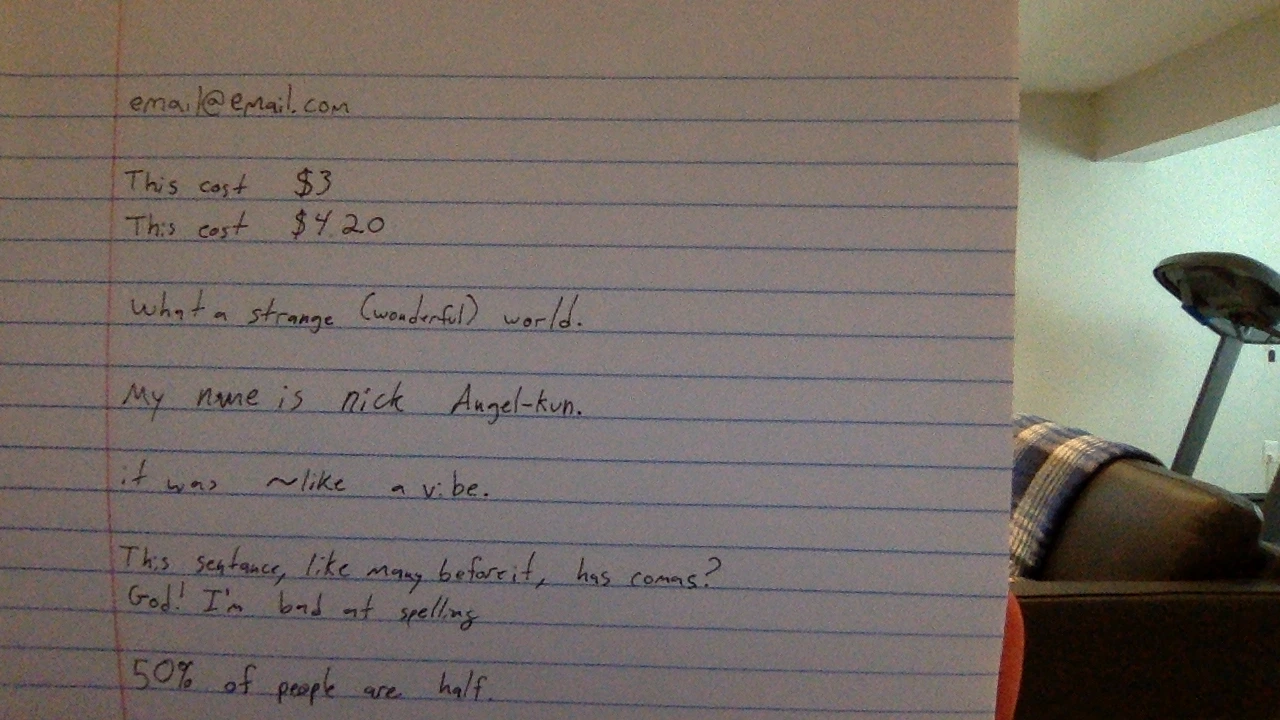 email@email.com
This cost $3
This cost $4.20
What a strange (wonderful) world.
My name is nick Angel-kun.
it was ~like a vibe.
This sentance, like many before it, has comas?
God! I'm bad at spelling
50% of people are half.